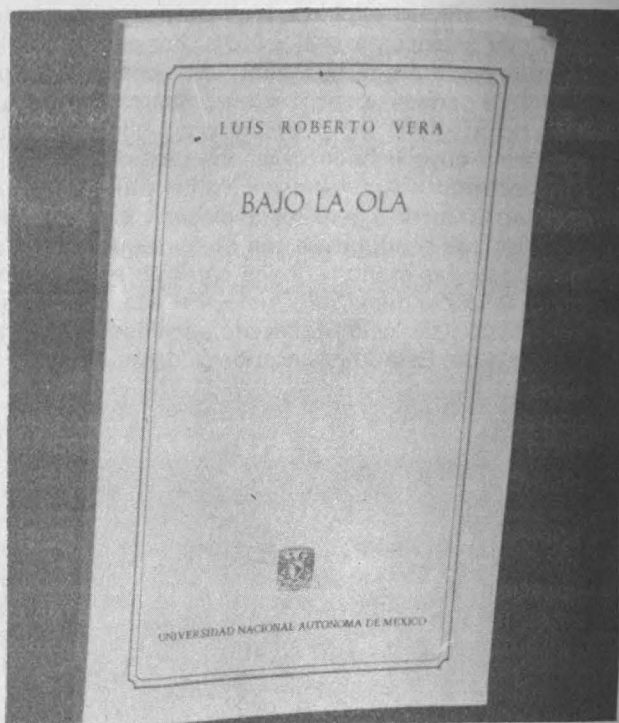 LUIS ROBERTO VERA
BAJO LA OLA
UNIVERSIDAD NACIONAL AUTONOMA DE MEXICO